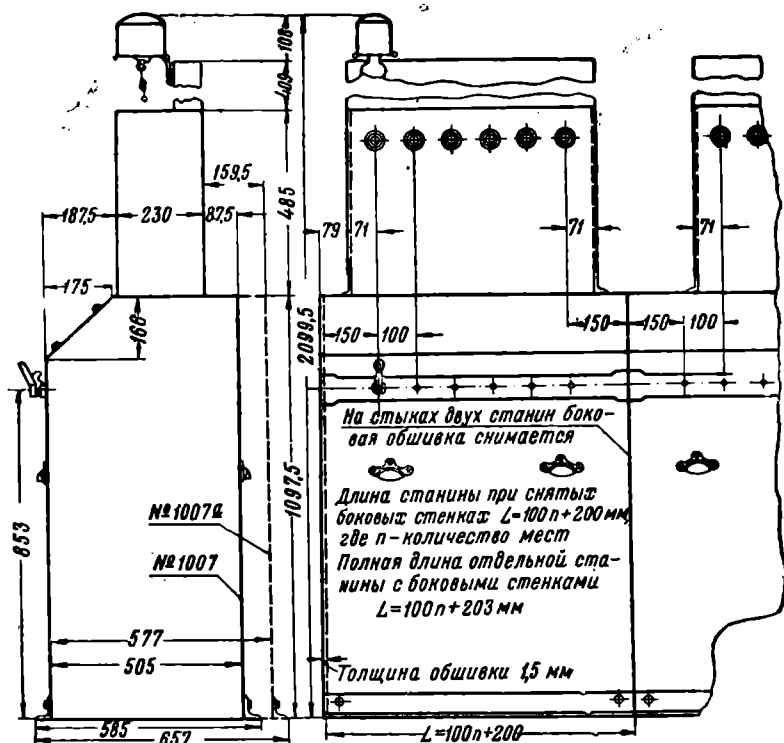 108
409
485
159,5
187,5
230
87,5
79
71
71
71
175
166
2099,5
150
100
150
150
100
На стыках двух станин боко-
вая обшивка снимается
1097,5
853
№1007а
№1007
Длина станины при снятых
боковых стенках L=100n+200 мм,
где n-количество мест
Полная длина отдельной ста-
нины с боковыми стенками
L=100n+203 мм
577
505
Толщина обшивки 1,5 мм
585
657
L=100n+200